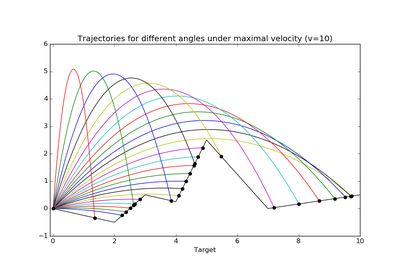 Trajectories for different angles under maximal velocity (v=10)
6
5
4
3
2
1
0
−1
0 2 4 6 8 10
Target